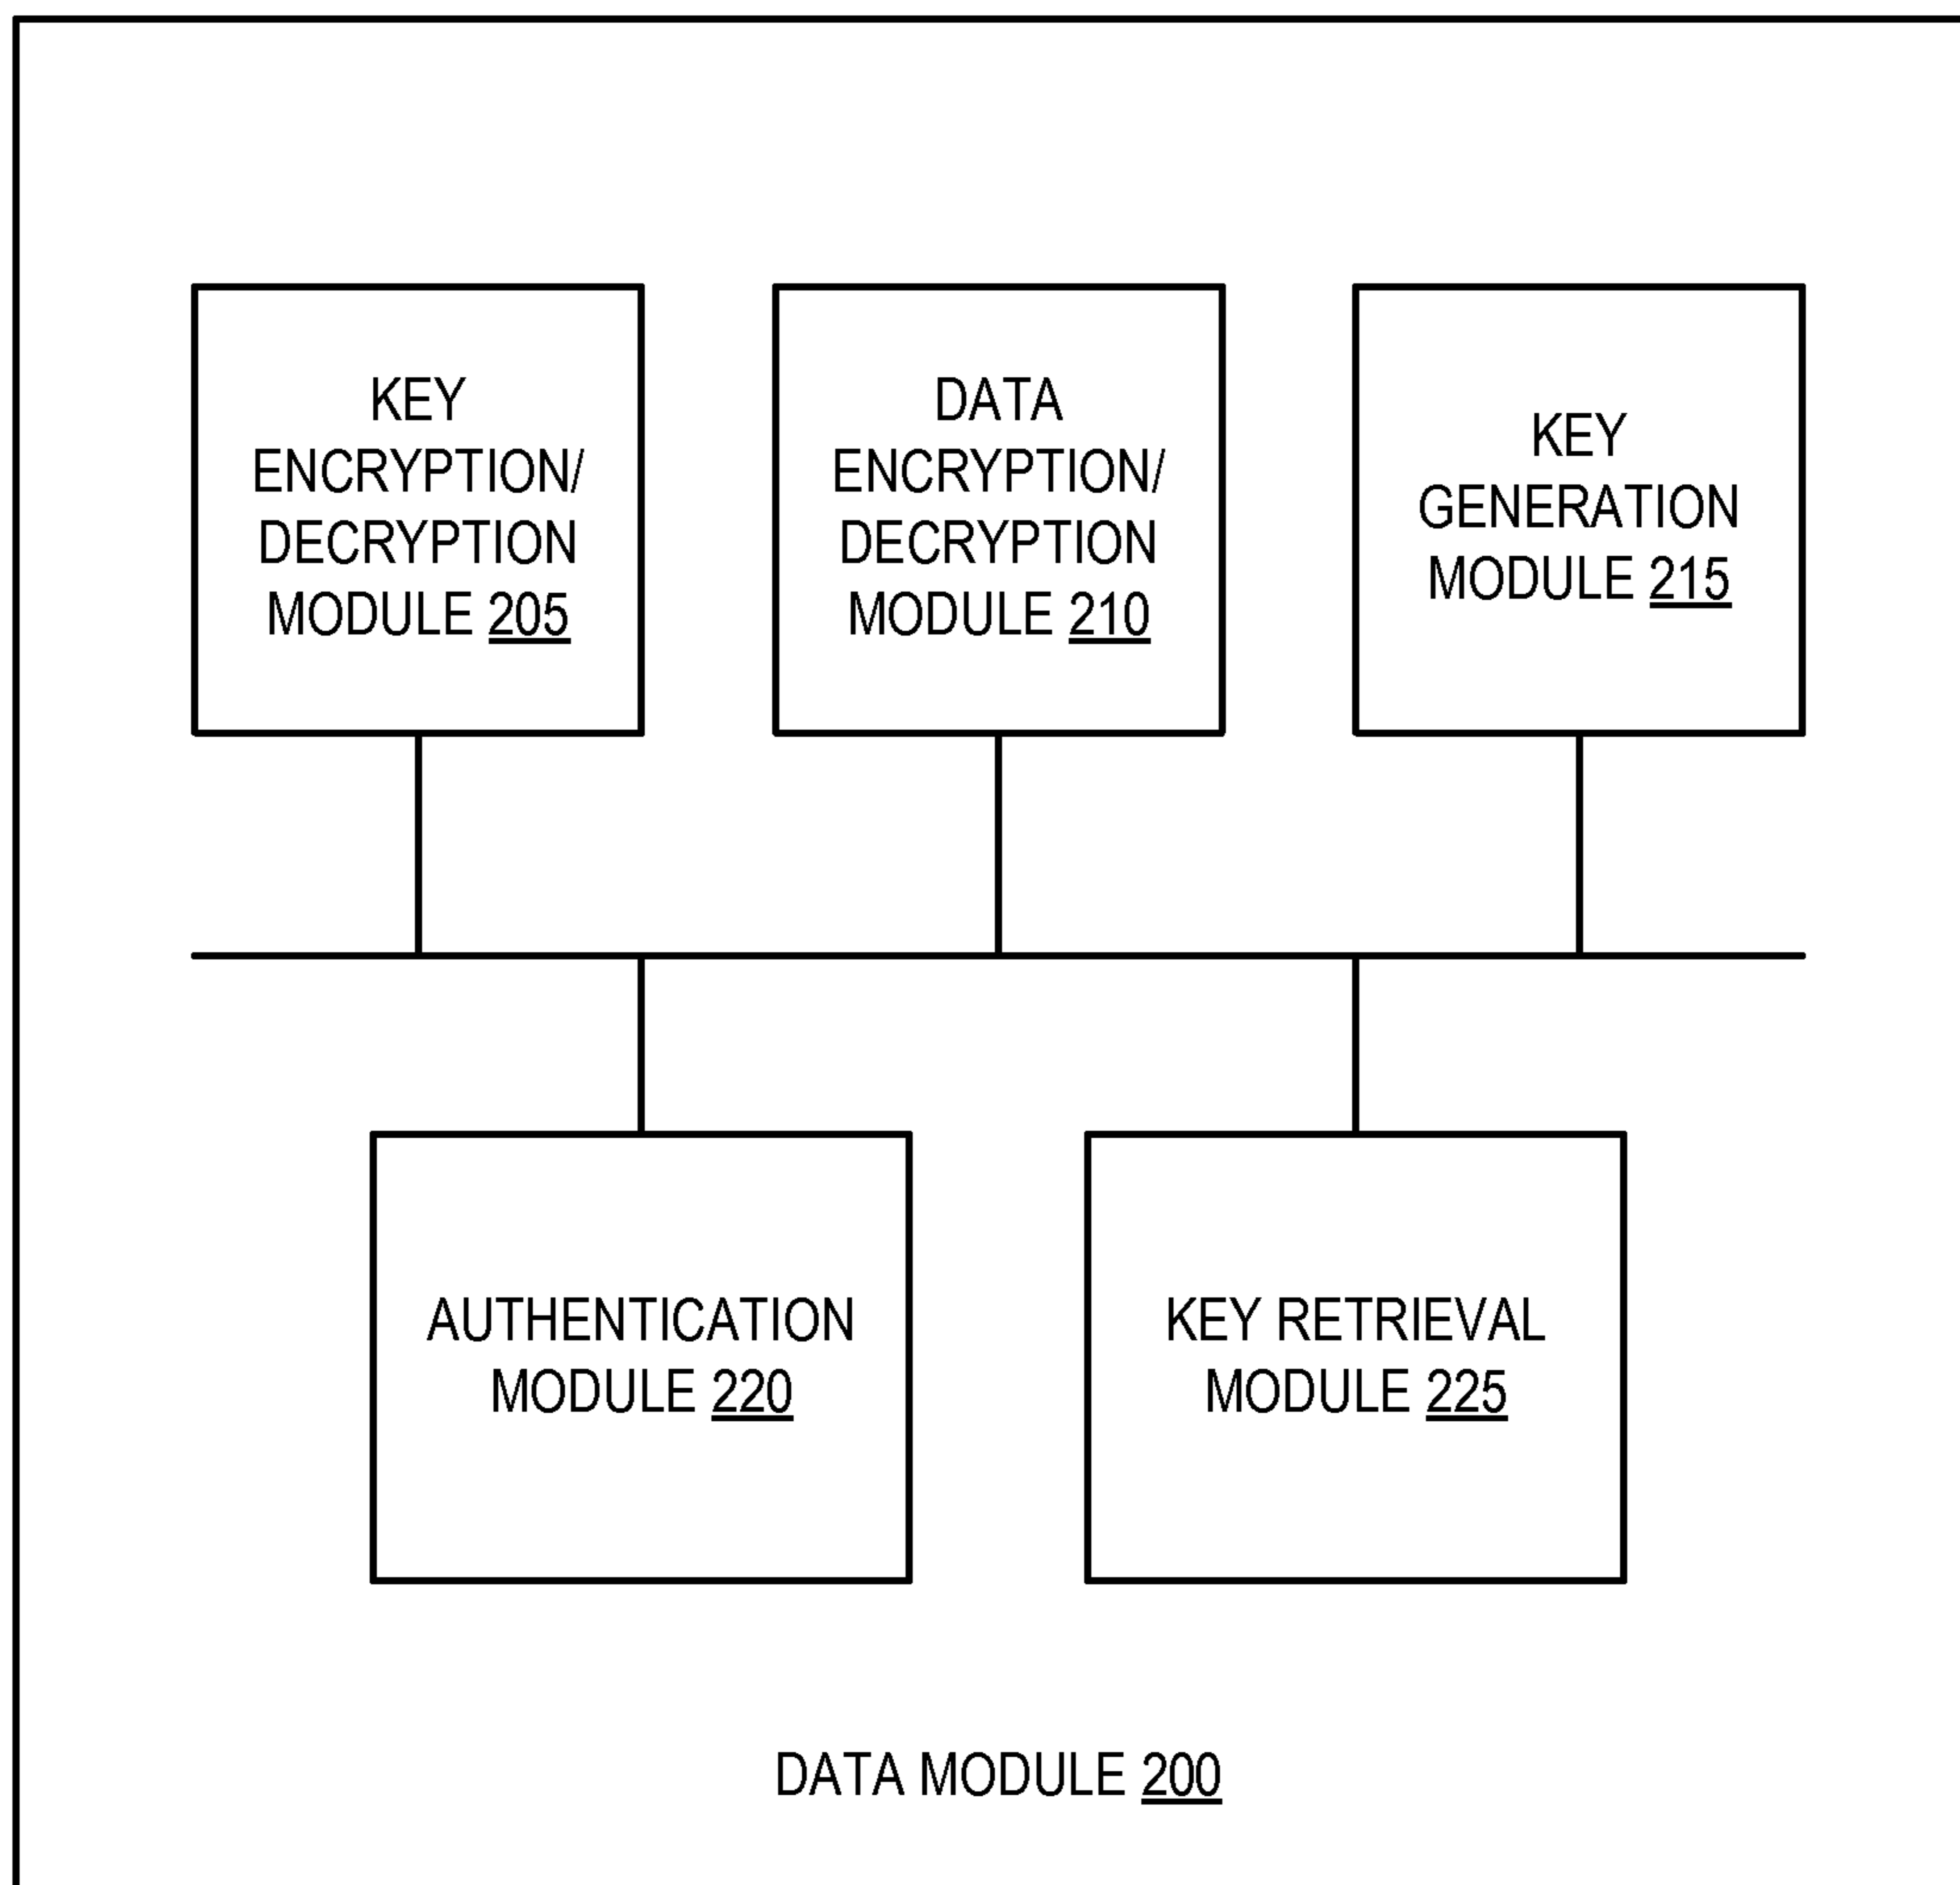 KEY
ENCRYPTION/
DECRYPTION
MODULE 205
DATA
ENCRYPTION/
DECRYPTION
MODULE 210
KEY
GENERATION
MODULE 215
AUTHENTICATION
MODULE 220
KEY RETRIEVAL
MODULE 225
DATA MODULE 200